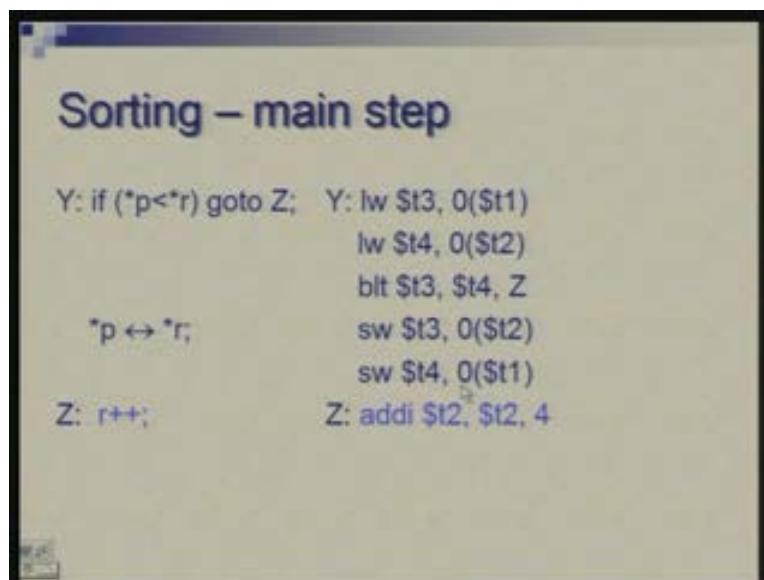 Sorting – main step
Y: if (*p<*r) goto Z; Y: lw $t3, 0($t1)
lw $t4, 0($t2)
blt $t3, $t4, Z
*p ↔ *r; sw $t3, 0($t2)
sw $t4, 0($t1)
Z: r++; Z: addi $t2, $t2, 4